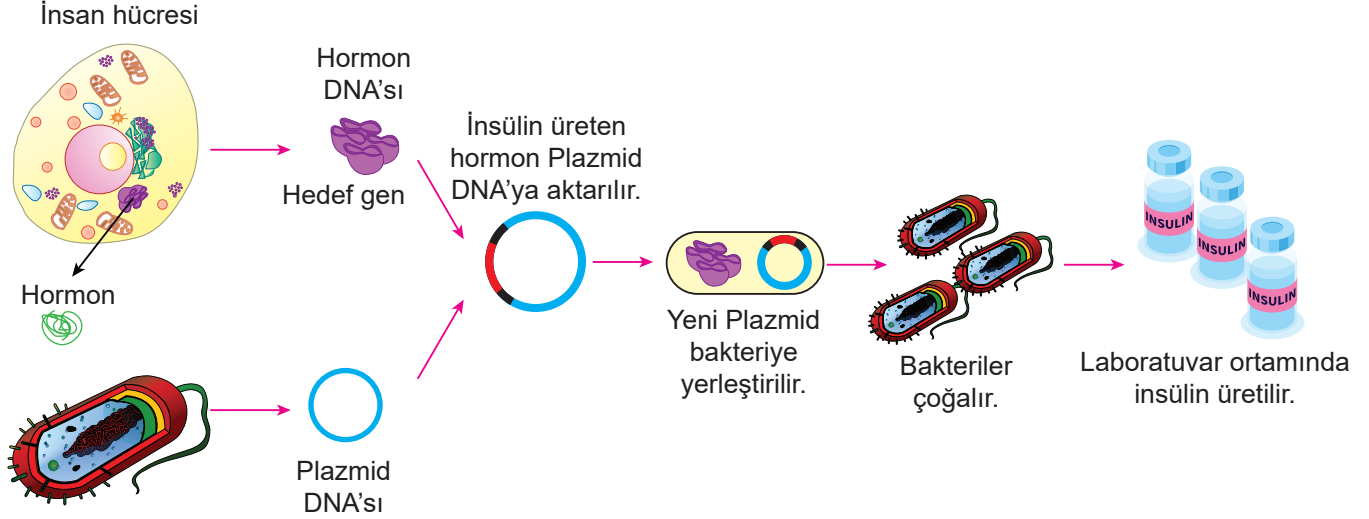 İnsan hücresi
Hormon
DNA’sı
Hedef gen
Hormon
Plazmid
DNA’sı
İnsülin üreten
hormon Plazmid
DNA’ya aktarılır.
Yeni Plazmid
bakteriye
yerleştirilir.
Bakteriler
çoğalır.
INSULIN
INSULIN
INSULIN
Laboratuvar ortamında
insülin üretilir.